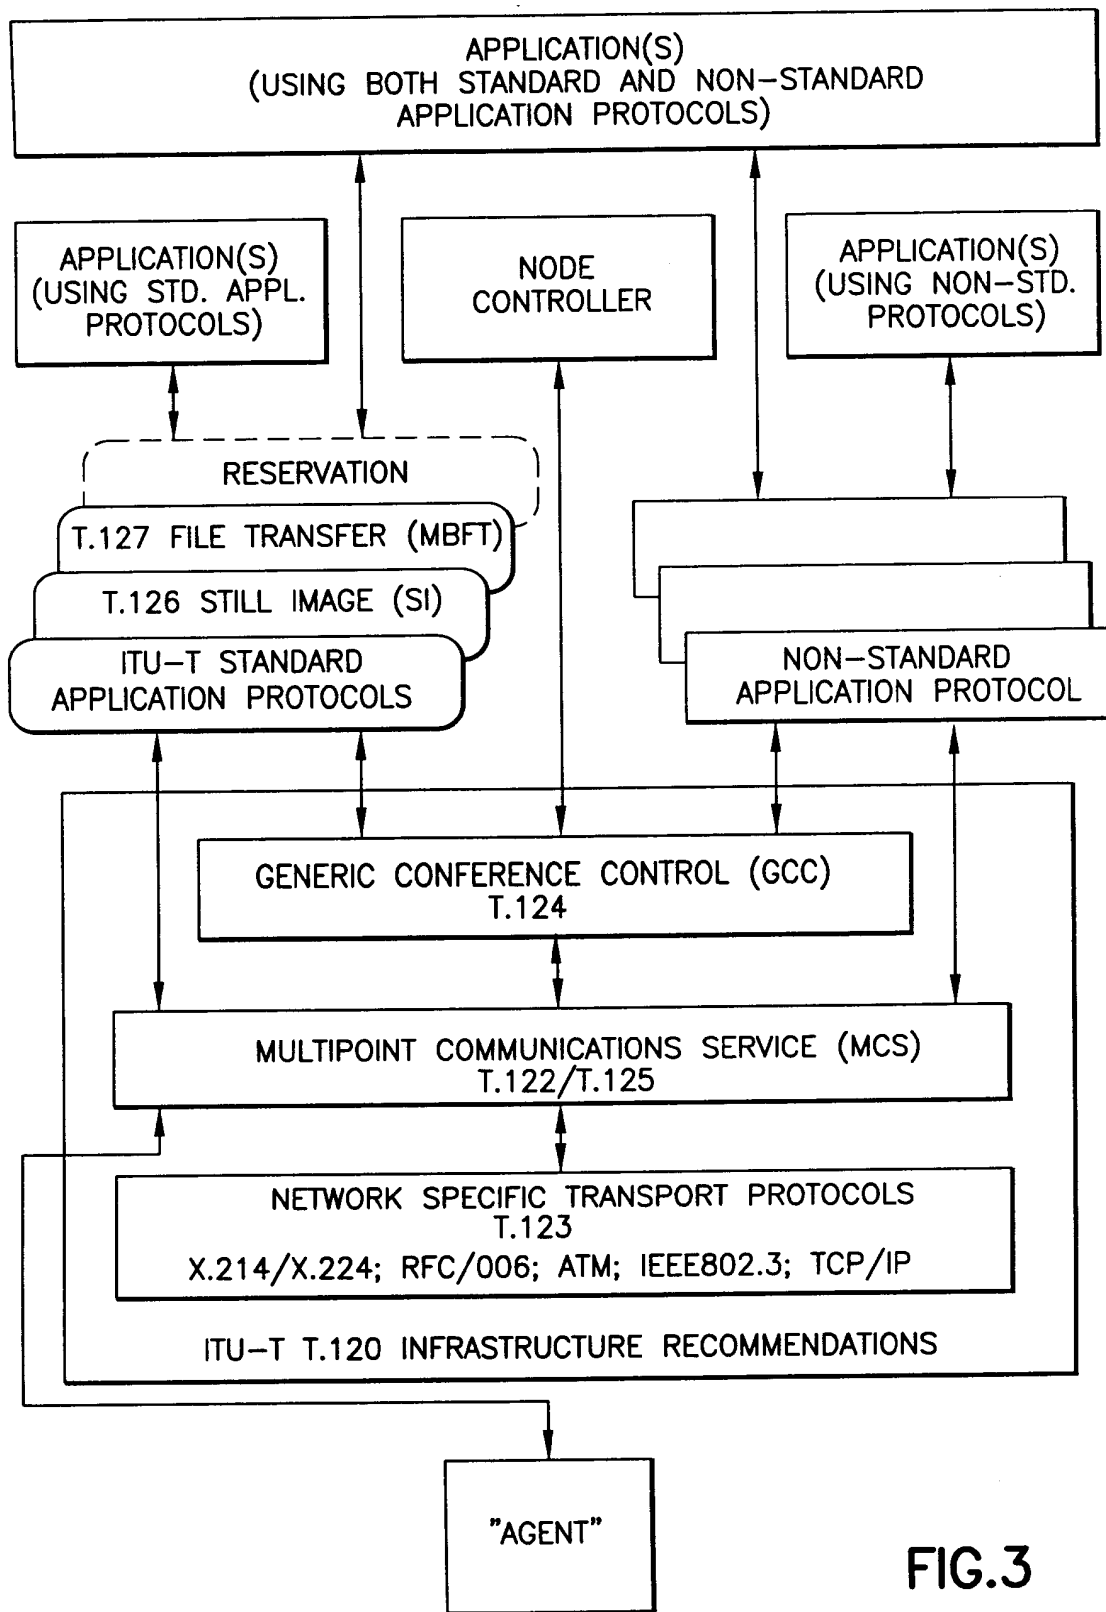 APPLICATION(S)
(USING BOTH STANDARD AND NON-STANDARD
APPLICATION PROTOCOLS)
APPLICATION(S)
(USING STD. APPL.
PROTOCOLS)
NODE
CONTROLLER
APPLICATION(S)
(USING NON-STD.
PROTOCOLS)
RESERVATION
T.127 FILE TRANSFER (MBFT)
T.126 STILL IMAGE (SI)
ITU-T STANDARD
APPLICATION PROTOCOLS
NON-STANDARD
APPLICATION PROTOCOL
GENERIC CONFERENCE CONTROL (GCC)
T.124
MULTIPOINT COMMUNICATIONS SERVICE (MCS)
T.122/T.125
NETWORK SPECIFIC TRANSPORT PROTOCOLS
T.123
X.214/X.224; RFC/006; ATM; IEEE802.3; TCP/IP
ITU-T T.120 INFRASTRUCTURE RECOMMENDATIONS
"AGENT"
FIG.3